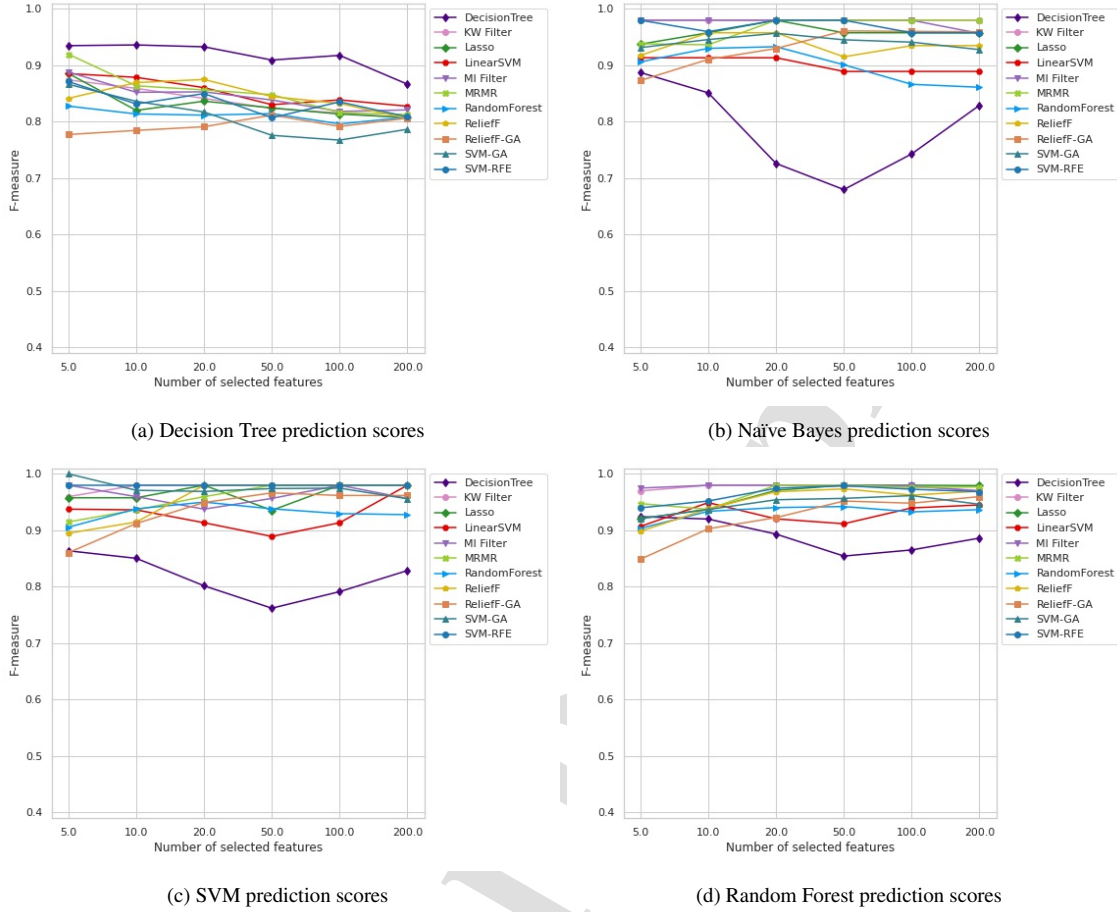 1.0
0.9
0.8
0.7
0.6
0.5
0.4
F-measure
5.0 10.0 20.0 50.0 100.0 200.0
Number of selected features
DecisionTree
KW Filter
Lasso
LinearSVM
MI Filter
MRMR
RandomForest
ReliefF
ReliefF-GA
SVM-GA
SVM-RFE
(a) Decision Tree prediction scores
1.0
0.9
0.8
0.7
0.6
0.5
0.4
F-measure
5.0 10.0 20.0 50.0 100.0 200.0
Number of selected features
DecisionTree
KW Filter
Lasso
LinearSVM
MI Filter
MRMR
RandomForest
ReliefF
ReliefF-GA
SVM-GA
SVM-RFE
(b) Naïve Bayes prediction scores
1.0
0.9
0.8
0.7
0.6
0.5
0.4
F-measure
5.0 10.0 20.0 50.0 100.0 200.0
Number of selected features
DecisionTree
KW Filter
Lasso
LinearSVM
MI Filter
MRMR
RandomForest
ReliefF
ReliefF-GA
SVM-GA
SVM-RFE
(c) SVM prediction scores
1.0
0.9
0.8
0.7
0.6
0.5
0.4
F-measure
5.0 10.0 20.0 50.0 100.0 200.0
Number of selected features
DecisionTree
KW Filter
Lasso
LinearSVM
MI Filter
MRMR
RandomForest
ReliefF
ReliefF-GA
SVM-GA
SVM-RFE
(d) Random Forest prediction scores